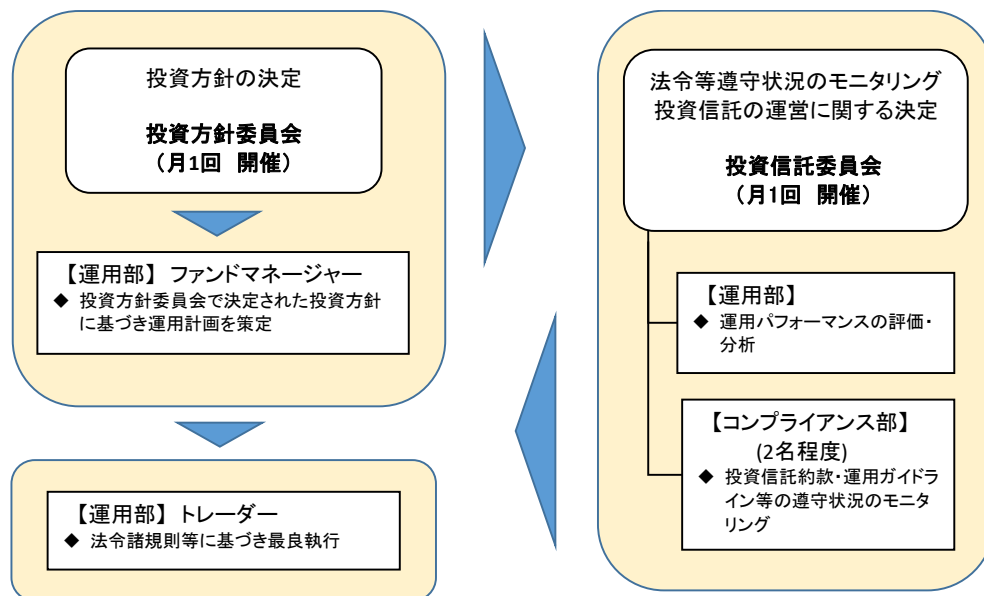 投資方針の決定
投資方針委員会
（月1回　開催）
【運用部】ファンドマネージャー
◆ 投資方針委員会で決定された投資方針
に基づき運用計画を策定
【運用部】トレーダー
◆ 法令諸規則等に基づき最良執行
法令等遵守状況のモニタリング
投資信託の運営に関する決定
投資信託委員会
（月1回　開催）
【運用部】
◆ 運用パフォーマンスの評価・
分析
【コンプライアンス部】
(2名程度)
◆ 投資信託約款・運用ガイドラ
イン等の遵守状況のモニタ
リング